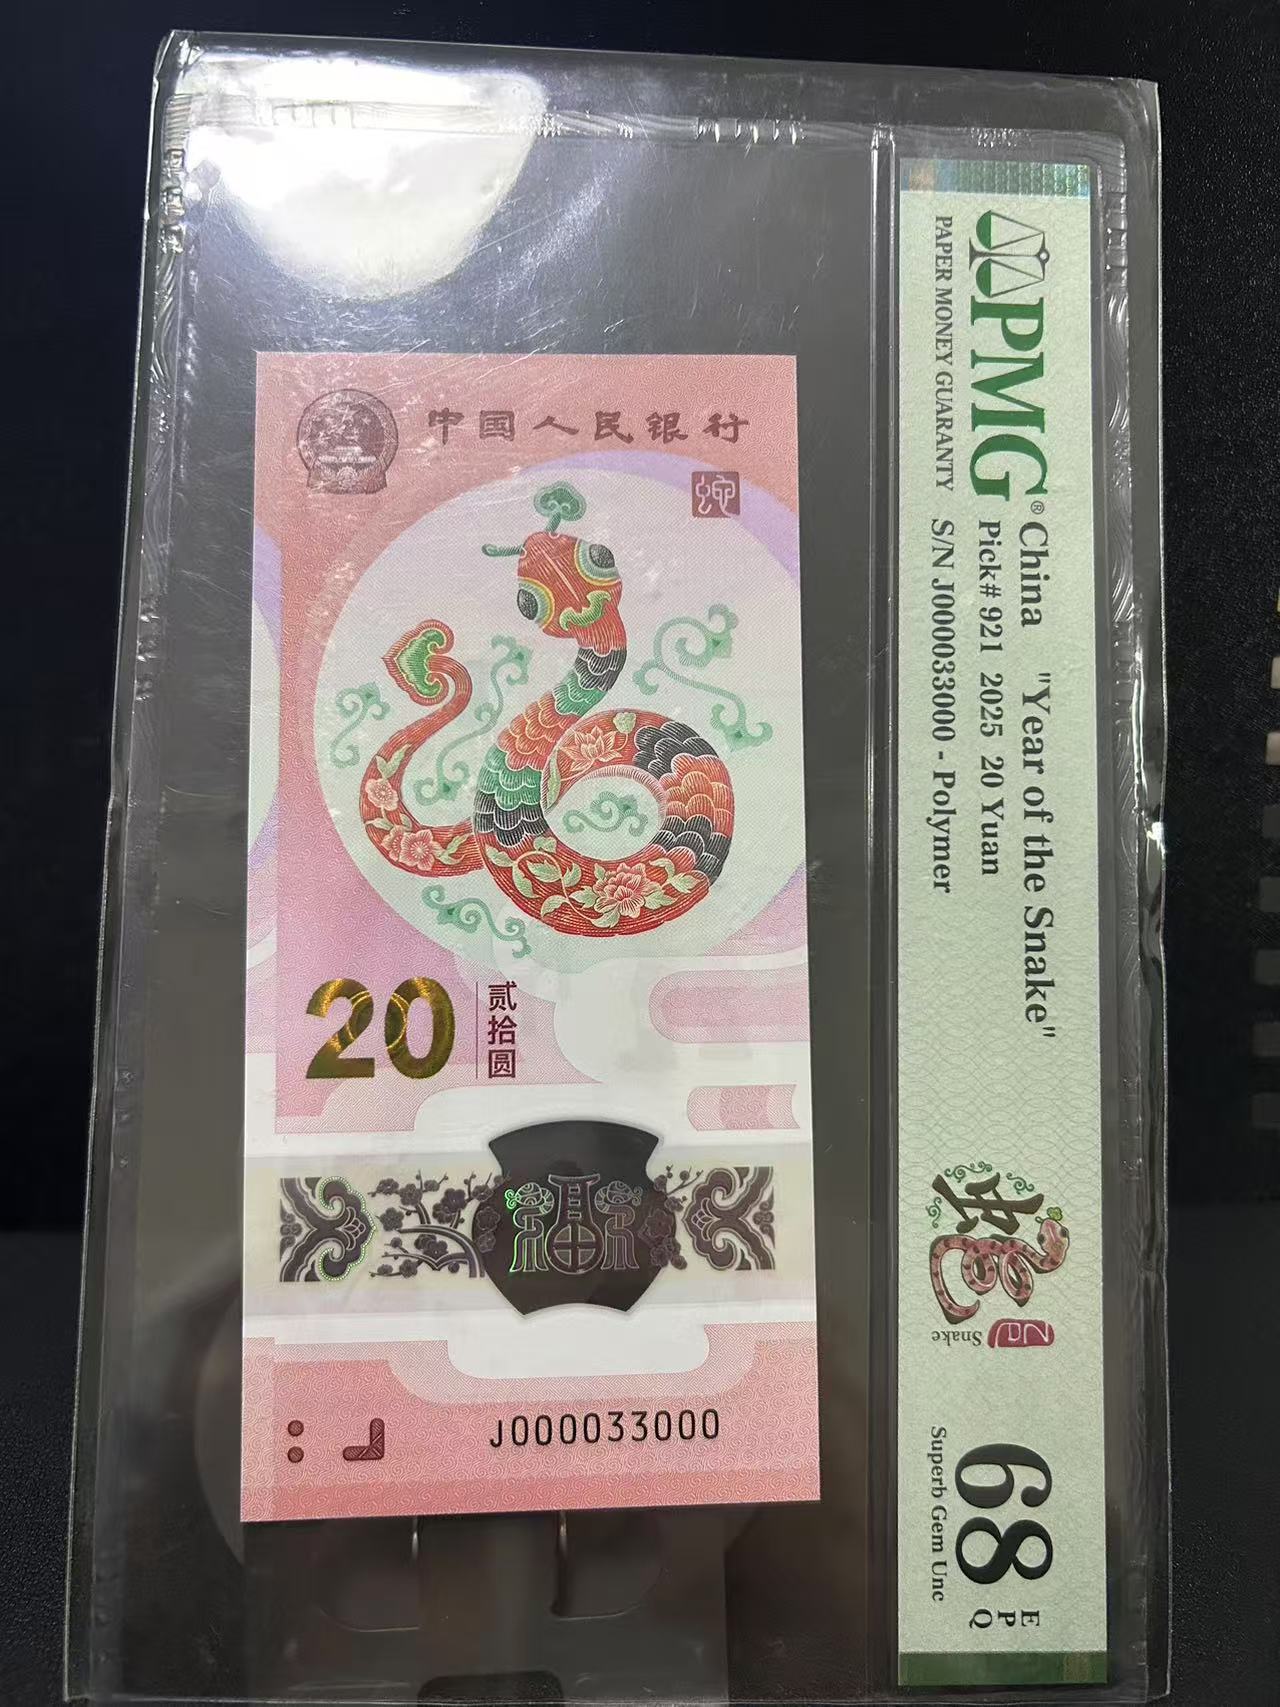 中国人民银行
蛇
20
贰拾圆
福
J000033000
PMG®
PAPER MONEY GUARANTY
China "Year of the Snake"
Pick# 921 2025 20 Yuan
S/N J000033000 - Polymer
蛇
Snake
68
EPQ
Superb Gem Unc